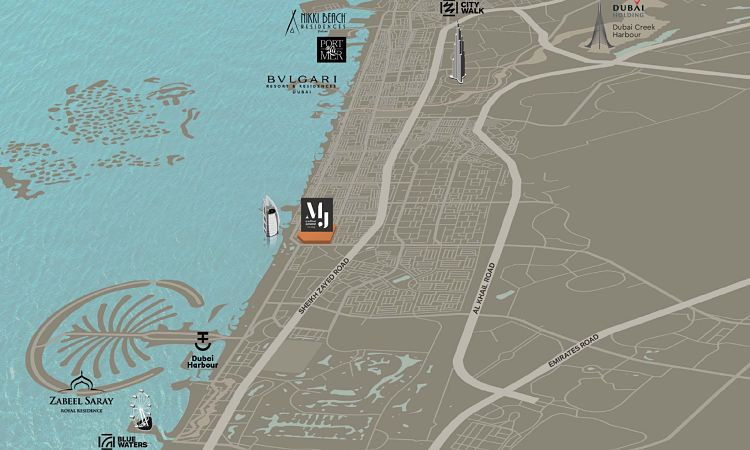 NIKKI BEACH
RESIDENCES
PORT
DE LA
MER
BVLGARI
RESORT & RESIDENCES
DUBAI
CITY
WALK
DUBAI
HOLDING
Dubai Creek
Harbour
MJ
SHEIKH ZAYED ROAD
AL KHAIL ROAD
EMIRATES ROAD
Dubai
Harbour
ZABEEL SARAY
ROYAL RESIDENCE
BLUE
WATERS